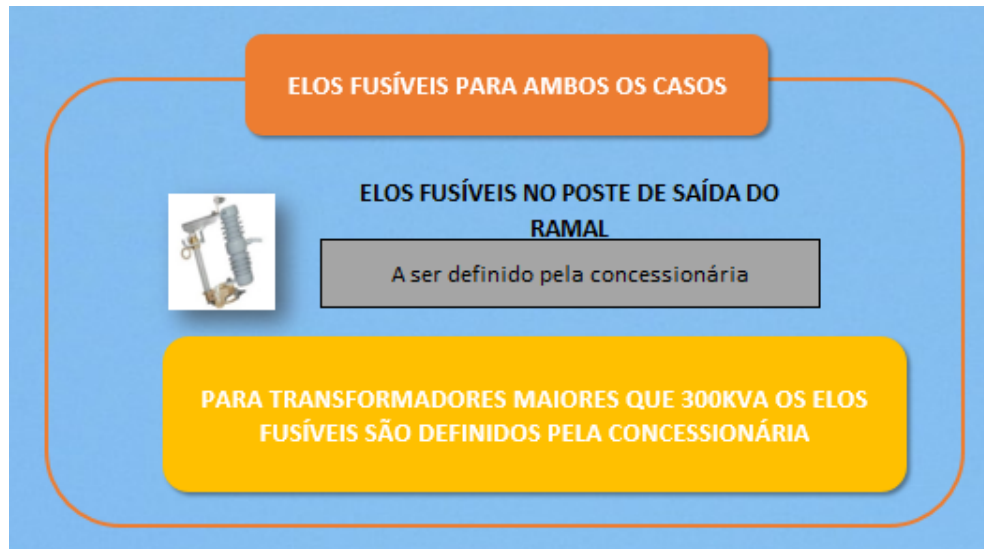 ELOS FUSÍVEIS PARA AMBOS OS CASOS
ELOS FUSÍVEIS NO POSTE DE SAÍDA DO
RAMAL
A ser definido pela concessionária
PARA TRANSFORMADORES MAIORES QUE 300KVA OS ELOS
FUSÍVEIS SÃO DEFINIDOS PELA CONCESSIONÁRIA